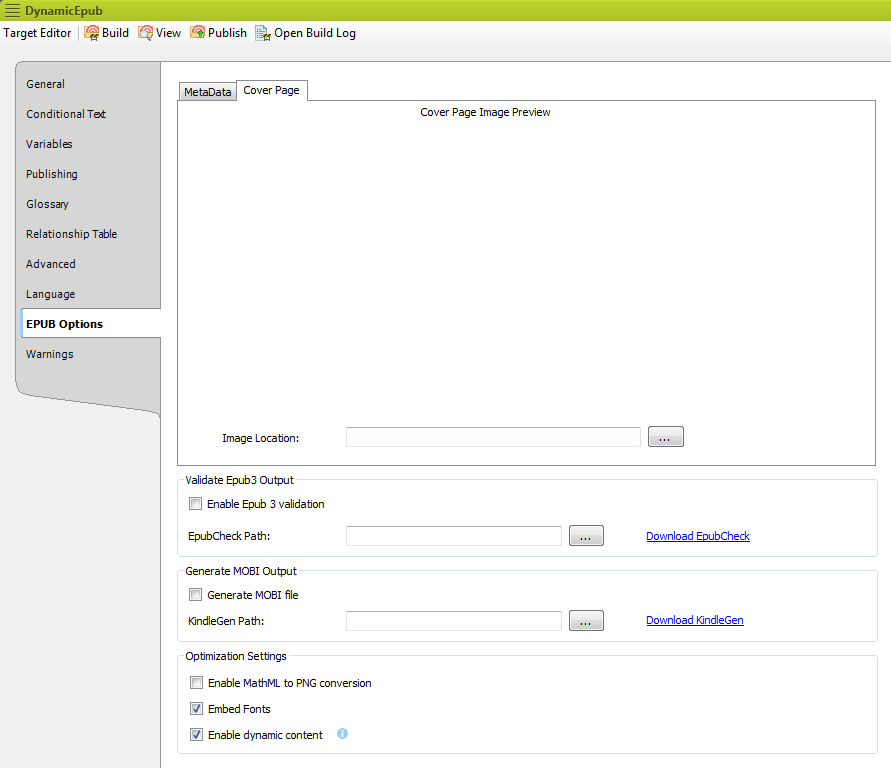 DynamicEpub
Target Editor Build View Publish Open Build Log
General
Conditional Text
Variables
Publishing
Glossary
Relationship Table
Advanced
Language
EPUB Options
Warnings
MetaData Cover Page
Cover Page Image Preview
Image Location: ...
Validate Epub3 Output
Enable Epub 3 validation
EpubCheck Path: ... Download EpubCheck
Generate MOBI Output
Generate MOBI file
KindleGen Path: ... Download KindleGen
Optimization Settings
Enable MathML to PNG conversion
Embed Fonts
Enable dynamic content